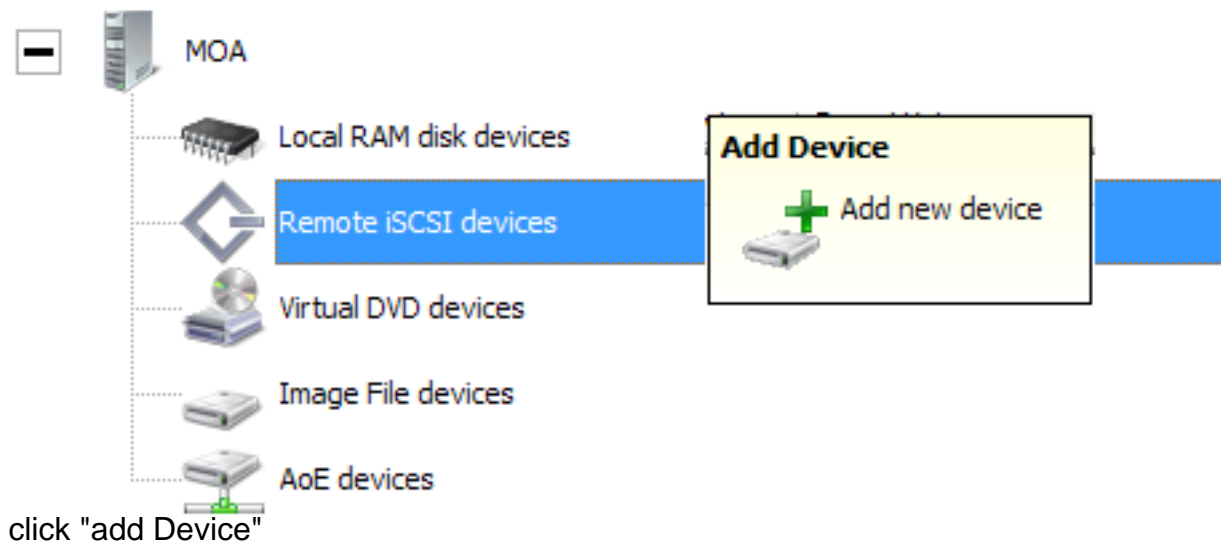 MOA
Local RAM disk devices
Add Device
Remote iSCSI devices
Add new device
Virtual DVD devices
Image File devices
AoE devices
click "add Device"